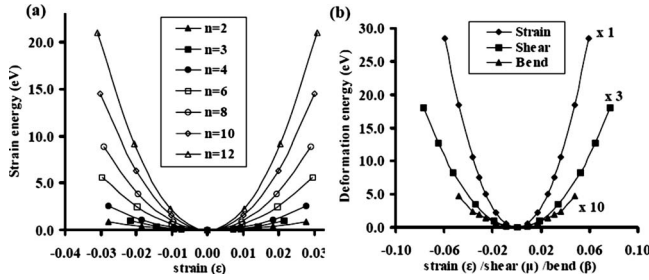 (a)
n=2
n=3
n=4
n=6
n=8
n=10
n=12
Strain energy (eV)
20.0
15.0
10.0
5.0
0.0
-0.04 -0.03 -0.02 -0.01 0.00 0.01 0.02 0.03
strain (ε)
(b)
Strain
Shear
Bend
x 1
x 3
x 10
Deformation energy (eV)
30.0
25.0
20.0
15.0
10.0
5.0
0.0
-0.10 -0.06 -0.02 0.02 0.06 0.10
strain (ε) /shear (μ) /bend (β)